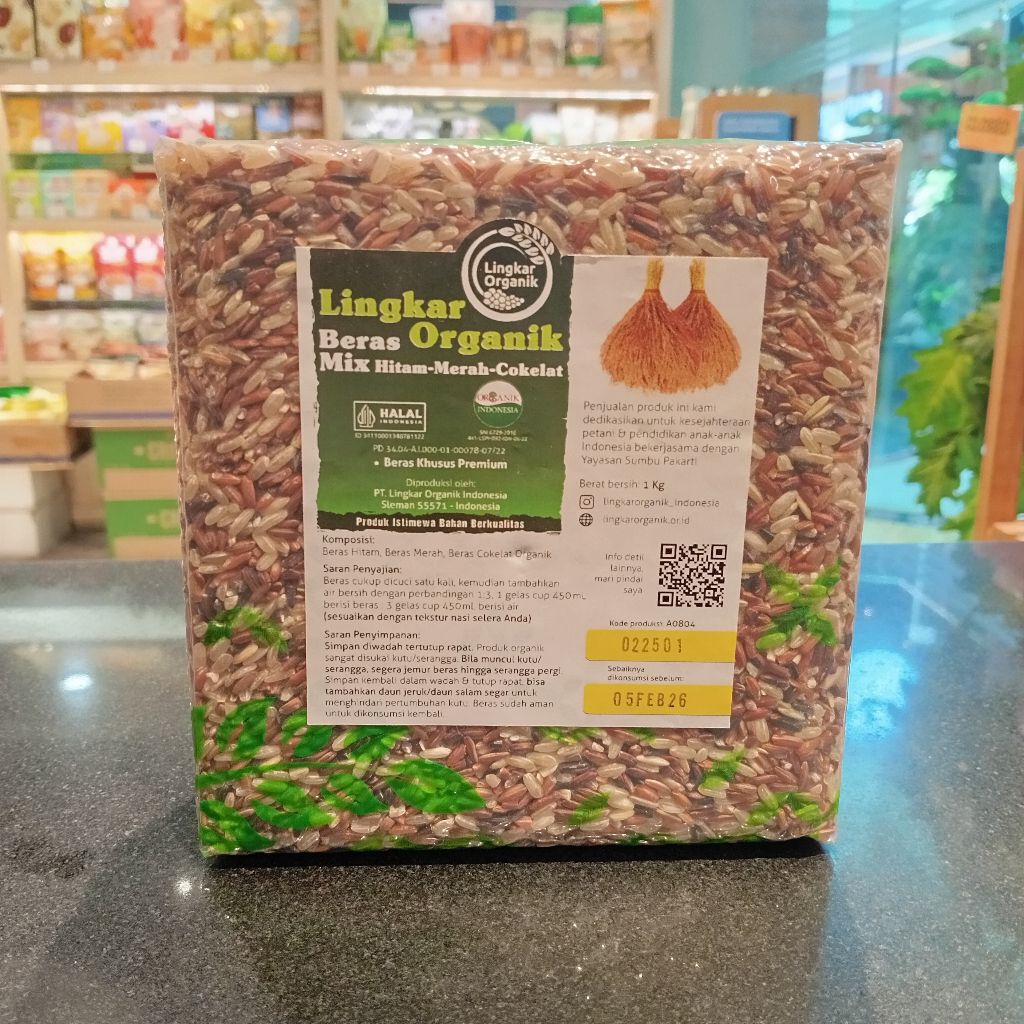 Lingkar
Organik
Lingkar
Organik
Beras
Mix Hitam-Merah-Cokelat
HALAL
INDONESIA
ORGANIK
INDONESIA
PD 34.04-A1.000-01-00078-07/22
• Beras Khusus Premium
Diproduksi oleh:
PT. Lingkar Organik Indonesia
Sleman 55571 - Indonesia
Produk Istimewa Bahan Berkualitas
Penjualan produk ini kami
dedikasikan untuk kesejahteraan
petani & pendidikan anak-anak
Indonesia bekerjasama dengan
Yayasan Sumbu Pakarti
Berat bersih: 1 Kg
lingkarorganik_indonesia
lingkarorganik.or.id
Komposisi:
Beras Hitam, Beras Merah, Beras Cokelat Organik
Saran Penyajian:
Beras cukup dicuci satu kali, kemudian tambahkan
air bersih dengan perbandingan 1:3, 1 gelas cup 450mL
berisi beras : 3 gelas cup 450mL berisi air
(sesuaikan dengan tekstur nasi selera Anda)
Saran Penyimpanan:
Simpan diwadah tertutup rapat. Produk organik
sangat disukai kutu/serangga. Bila muncul kutu/
serangga, segera jemur beras hingga serangga pergi.
Simpan kembali dalam wadah & tutup rapat, bisa
tambahkan daun jeruk/daun salam segar untuk
menghindari pertumbuhan kutu. Beras sudah aman
untuk dikonsumsi kembali.
Info detil
lainnya,
mari pindai
saya
Kode produksi: A0804
022501
Sebaiknya
dikonsumsi sebelum:
05FEB26